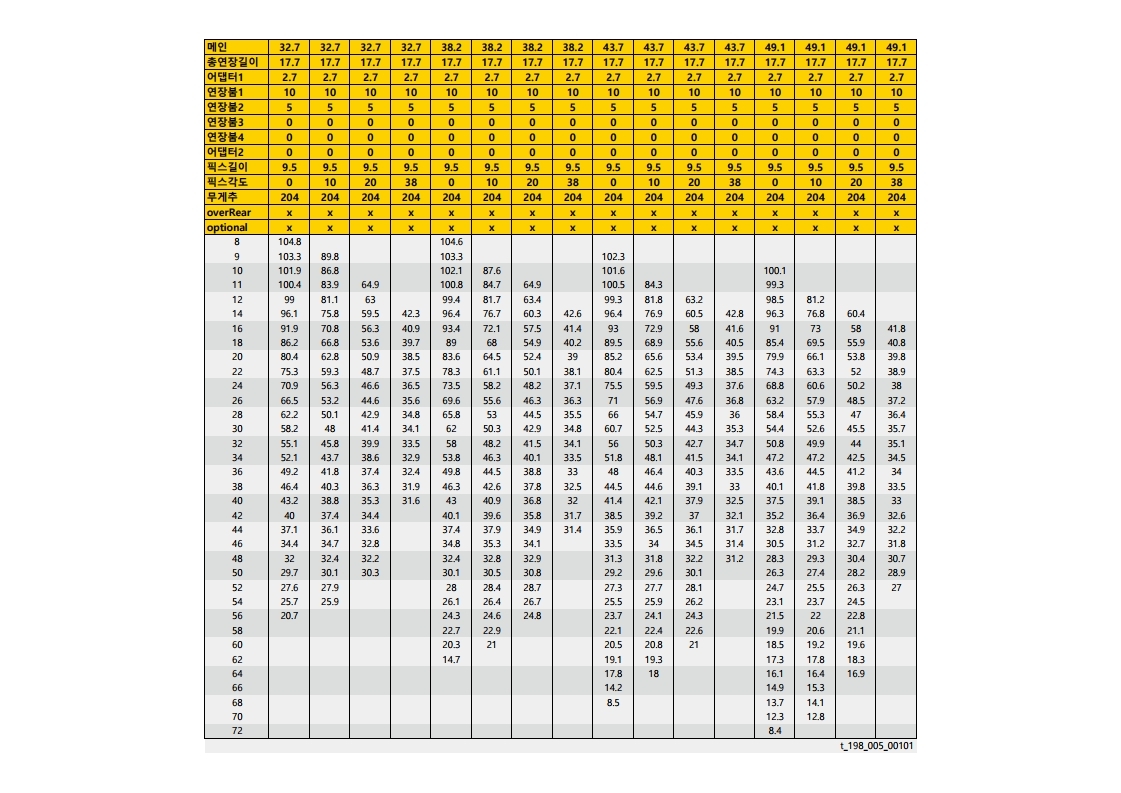 메인 32.7 32.7 32.7 32.7 38.2 38.2 38.2 38.2 43.7 43.7 43.7 43.7 49.1 49.1 49.1 49.1
총연장길이 17.7 17.7 17.7 17.7 17.7 17.7 17.7 17.7 17.7 17.7 17.7 17.7 17.7 17.7 17.7 17.7
어댑터1 2.7 2.7 2.7 2.7 2.7 2.7 2.7 2.7 2.7 2.7 2.7 2.7 2.7 2.7 2.7 2.7
연장붐1 10 10 10 10 10 10 10 10 10 10 10 10 10 10 10 10
연장붐2 5 5 5 5 5 5 5 5 5 5 5 5 5 5 5 5
연장붐3 0 0 0 0 0 0 0 0 0 0 0 0 0 0 0 0
연장붐4 0 0 0 0 0 0 0 0 0 0 0 0 0 0 0 0
어댑터2 0 0 0 0 0 0 0 0 0 0 0 0 0 0 0 0
픽스길이 9.5 9.5 9.5 9.5 9.5 9.5 9.5 9.5 9.5 9.5 9.5 9.5 9.5 9.5 9.5 9.5
픽스각도 0 10 20 38 0 10 20 38 0 10 20 38 0 10 20 38
무게추 204 204 204 204 204 204 204 204 204 204 204 204 204 204 204 204
overRear x x x x x x x x x x x x x x x x
optional x x x x x x x x x x x x x x x x
8 104.8 104.6
9 103.3 89.8 103.3 102.3
10 101.9 86.8 102.1 87.6 101.6 100.1
11 100.4 83.9 64.9 100.8 84.7 64.9 100.5 84.3 99.3
12 99 81.1 63 99.4 81.7 63.4 99.3 81.8 63.2 98.5 81.2
14 96.1 75.8 59.5 42.3 96.4 76.7 60.3 42.6 96.4 76.9 60.5 42.8 96.3 76.8 60.4
16 91.9 70.8 56.3 40.9 93.4 72.1 57.5 41.4 93 72.9 58 41.6 91 73 58 41.8
18 86.2 66.8 53.6 39.7 89 68 54.9 40.2 89.5 68.9 55.6 40.5 85.4 69.5 55.9 40.8
20 80.4 62.8 50.9 38.5 83.6 64.5 52.4 39 85.2 65.6 53.4 39.5 79.9 66.1 53.8 39.8
22 75.3 59.3 48.7 37.5 78.3 61.1 50.1 38.1 80.4 62.5 51.3 38.5 74.3 63.3 52 38.9
24 70.9 56.3 46.6 36.5 73.5 58.2 48.2 37.1 75.5 59.5 49.3 37.6 68.8 60.6 50.2 38
26 66.5 53.2 44.6 35.6 69.6 55.6 46.3 36.3 71 56.9 47.6 36.8 63.2 57.9 48.5 37.2
28 62.2 50.1 42.9 34.8 65.8 53 44.5 35.5 66 54.7 45.9 36 58.4 55.3 47 36.4
30 58.2 48 41.4 34.1 62 50.3 42.9 34.8 60.7 52.5 44.3 35.3 54.4 52.6 45.5 35.7
32 55.1 45.8 39.9 33.5 58 48.2 41.5 34.1 56 50.3 42.7 34.7 50.8 49.9 44 35.1
34 52.1 43.7 38.6 32.9 53.8 46.3 40.1 33.5 51.8 48.1 41.5 34.1 47.2 47.2 42.5 34.5
36 49.2 41.8 37.4 32.4 49.8 44.5 38.8 33 48 46.4 40.3 33.5 43.6 44.5 41.2 34
38 46.4 40.3 36.3 31.9 46.3 42.6 37.8 32.5 44.5 44.6 39.1 33 40.1 41.8 39.8 33.5
40 43.2 38.8 35.3 31.6 43 40.9 36.8 32 41.4 42.1 37.9 32.5 37.5 39.1 38.5 33
42 40 37.4 34.4 40.1 39.6 35.8 31.7 38.5 39.2 37 32.1 35.2 36.4 36.9 32.6
44 37.1 36.1 33.6 37.4 37.9 34.9 31.4 35.9 36.5 36.1 31.7 32.8 33.7 34.9 32.2
46 34.4 34.7 32.8 34.8 35.3 34.1 33.5 34 34.5 31.4 30.5 31.2 32.7 31.8
48 32 32.4 32.2 32.4 32.8 32.9 31.3 31.8 32.2 31.2 28.3 29.3 30.4 30.7
50 29.7 30.1 30.3 30.1 30.5 30.8 29.2 29.6 30.1 26.3 27.4 28.2 28.9
52 27.6 27.9 28 28.4 28.7 27.3 27.7 28.1 24.7 25.5 26.3 27
54 25.7 25.9 26.1 26.4 26.7 25.5 25.9 26.2 23.1 23.7 24.5
56 20.7 24.3 24.6 24.8 23.7 24.1 24.3 21.5 22 22.8
58 22.7 22.9 22.1 22.4 22.6 19.9 20.6 21.1
60 20.3 21 20.5 20.8 21 18.5 19.2 19.6
62 14.7 19.1 19.3 17.3 17.8 18.3
64 17.8 18 16.1 16.4 16.9
66 14.2 14.9 15.3
68 8.5 13.7 14.1
70 12.3 12.8
72 8.4
t_198_005_00101